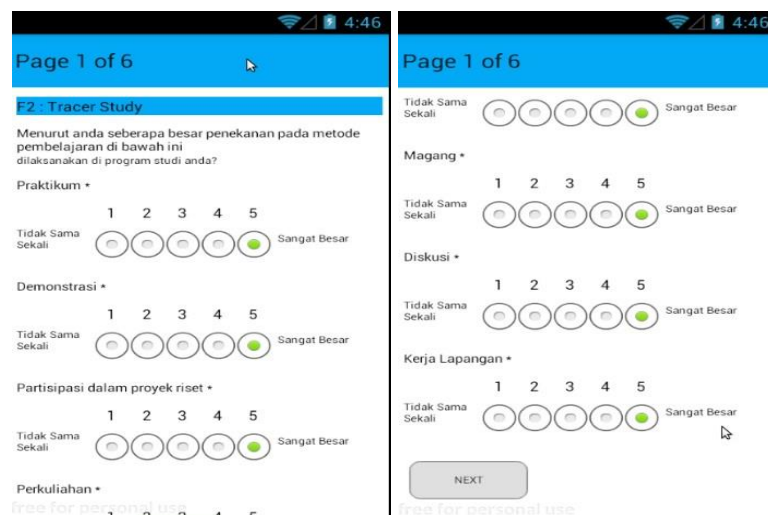 4:46
Page 1 of 6
F2 : Tracer Study
Menurut anda seberapa besar penekanan pada metode
pembelajaran di bawah ini
dilaksanakan di program studi anda?
Praktikum *
1 2 3 4 5
Tidak Sama
Sekali
Sangat Besar
Demonstrasi *
1 2 3 4 5
Tidak Sama
Sekali
Sangat Besar
Partisipasi dalam proyek riset *
1 2 3 4 5
Tidak Sama
Sekali
Sangat Besar
Perkuliahan *
1 2 3 4 5
free for personal use
4:46
Page 1 of 6
Tidak Sama
Sekali
Sangat Besar
Magang *
1 2 3 4 5
Tidak Sama
Sekali
Sangat Besar
Diskusi *
1 2 3 4 5
Tidak Sama
Sekali
Sangat Besar
Kerja Lapangan *
1 2 3 4 5
Tidak Sama
Sekali
Sangat Besar
NEXT
free for personal use